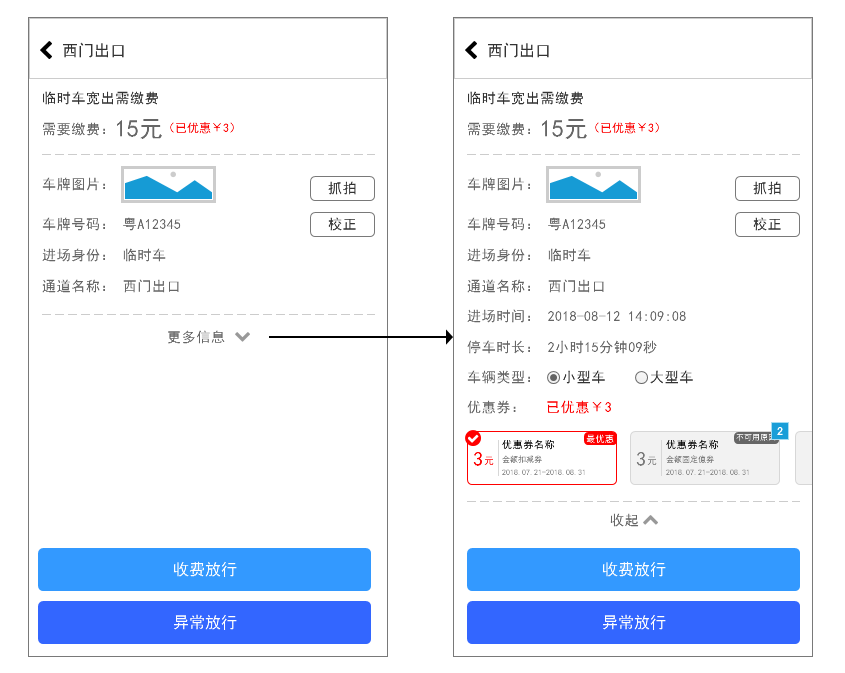 西门出口
临时车宽出需缴费
需要缴费：15元（已优惠￥3）
车牌图片：
抓拍
车牌号码：粤A12345
校正
进场身份：临时车
通道名称：西门出口
更多信息
收费放行
异常放行
西门出口
临时车宽出需缴费
需要缴费：15元（已优惠￥3）
车牌图片：
抓拍
车牌号码：粤A12345
校正
进场身份：临时车
通道名称：西门出口
进场时间：2018-08-12 14:09:08
停车时长：2小时15分钟09秒
车辆类型：小型车 大型车
优惠券：已优惠￥3
3元
优惠券名称
最优惠
金额扣减券
2018.07.21-2018.08.31
3元
优惠券名称
不可用原
2
金额固定值券
2018.07.21-2018.08.31
收起
收费放行
异常放行